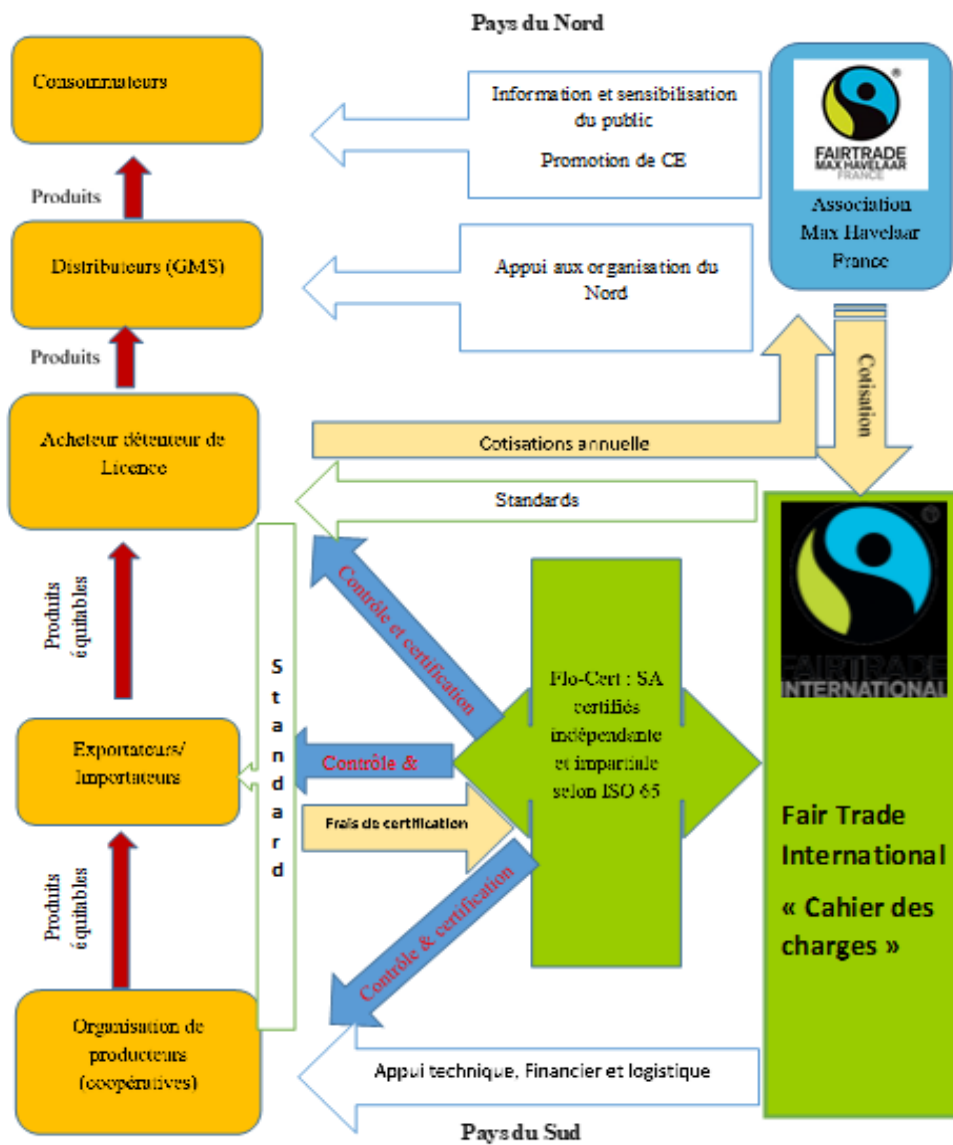 Pays du Nord
Consommateurs
Information et sensibilisation
du public
Promotion de CE
®
FAIRTRADE
MAX HAVELAAR
FRANCE
Association
Max Havelaar
France
Produits
Distributeurs (GMS)
Appui aux organisation du
Nord
Produits
Cotisation
Acheteur détenteur de
Licence
Cotisations annuelle
Standards
Contrôle et certification
Produits
équitables
Standard
Flo-Cert : SA
certifiés
indépendante
et impartiale
selon ISO 65
®
FAIRTRADE
INTERNATIONAL
Exportateurs/
Importateurs
Contrôle &
Frais de certification
Fair Trade
International
« Cahier des
charges »
Produits
équitables
Contrôle & certification
Organisation de
producteurs
(coopératives)
Appui technique, Financier et logistique
Pays du Sud